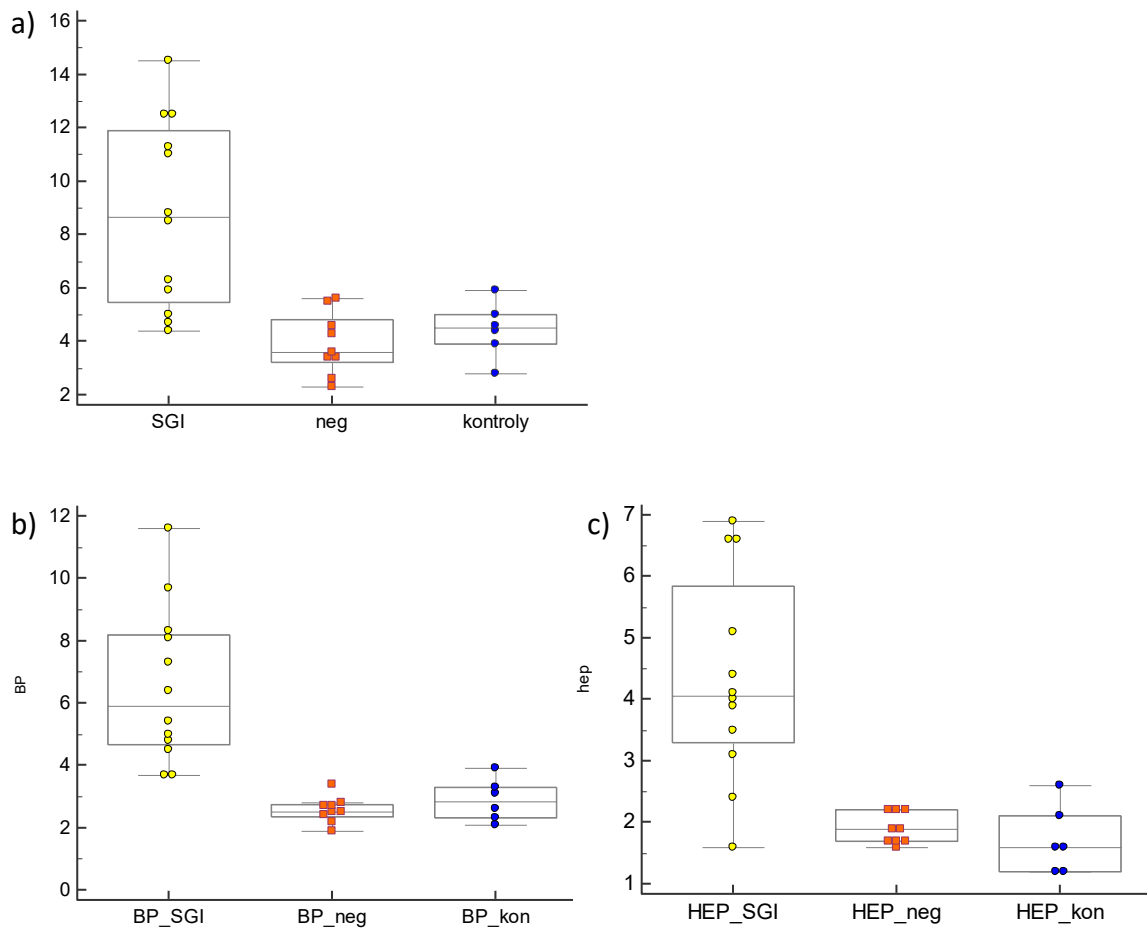 a)
16
14
12
10
8
6
4
2
SGI neg kontroly
b)
12
10
8
6
4
2
0
BP
BP_SGI BP_neg BP_kon
c)
7
6
5
4
3
2
1
hep
HEP_SGI HEP_neg HEP_kon